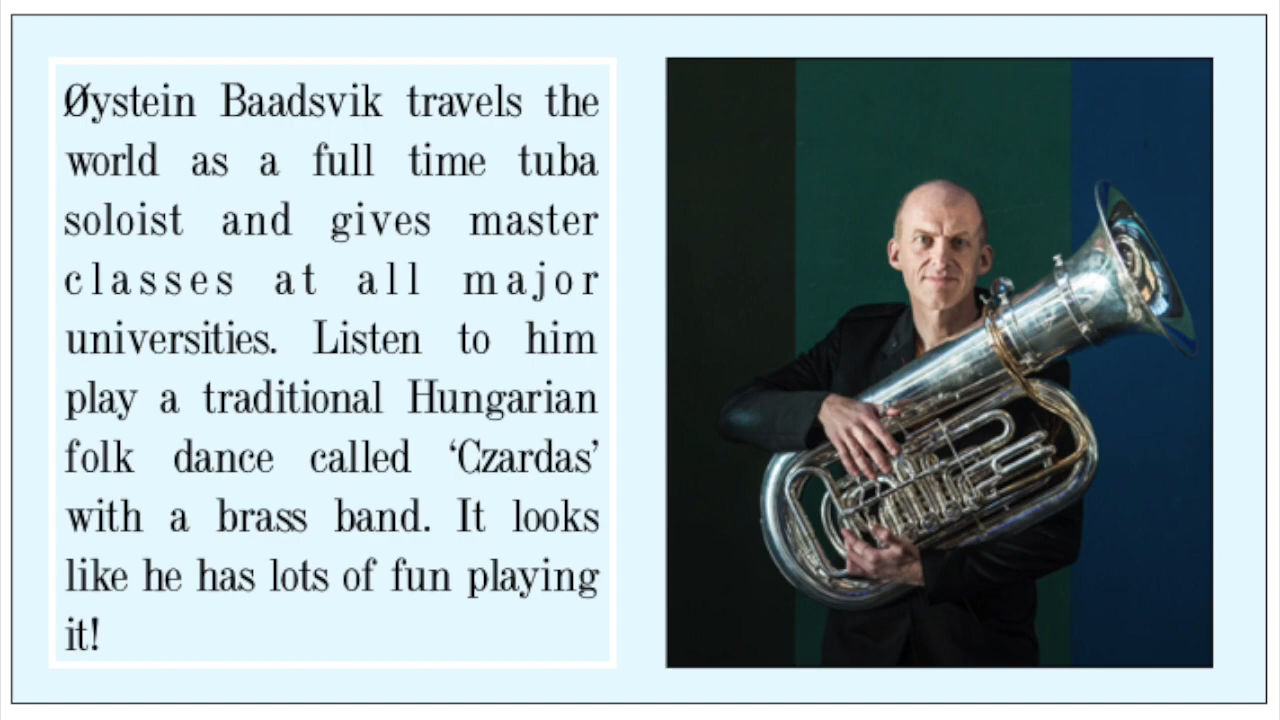 Øystein Baadsvik travels the
world as a full time tuba
soloist and gives master
classes at all major
universities. Listen to him
play a traditional Hungarian
folk dance called ‘Czardas’
with a brass band. It looks
like he has lots of fun playing
it!